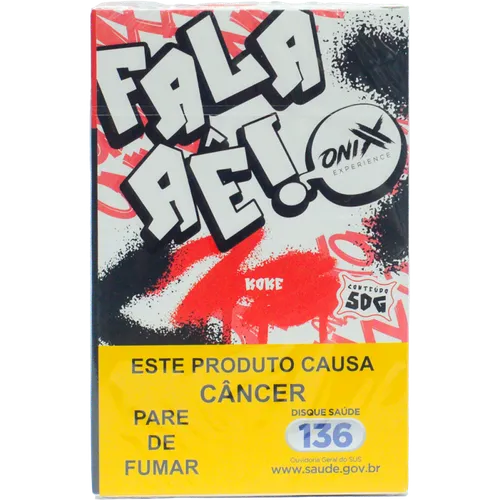 FALA
AÊ!
ONIXX
EXPERIENCE
KOKE
CONTEÚDO
50G
ESTE PRODUTO CAUSA
CÂNCER
PARE
DE
FUMAR
DISQUE SAÚDE
136
Ouvidoria Geral do SUS
www.saude.gov.br